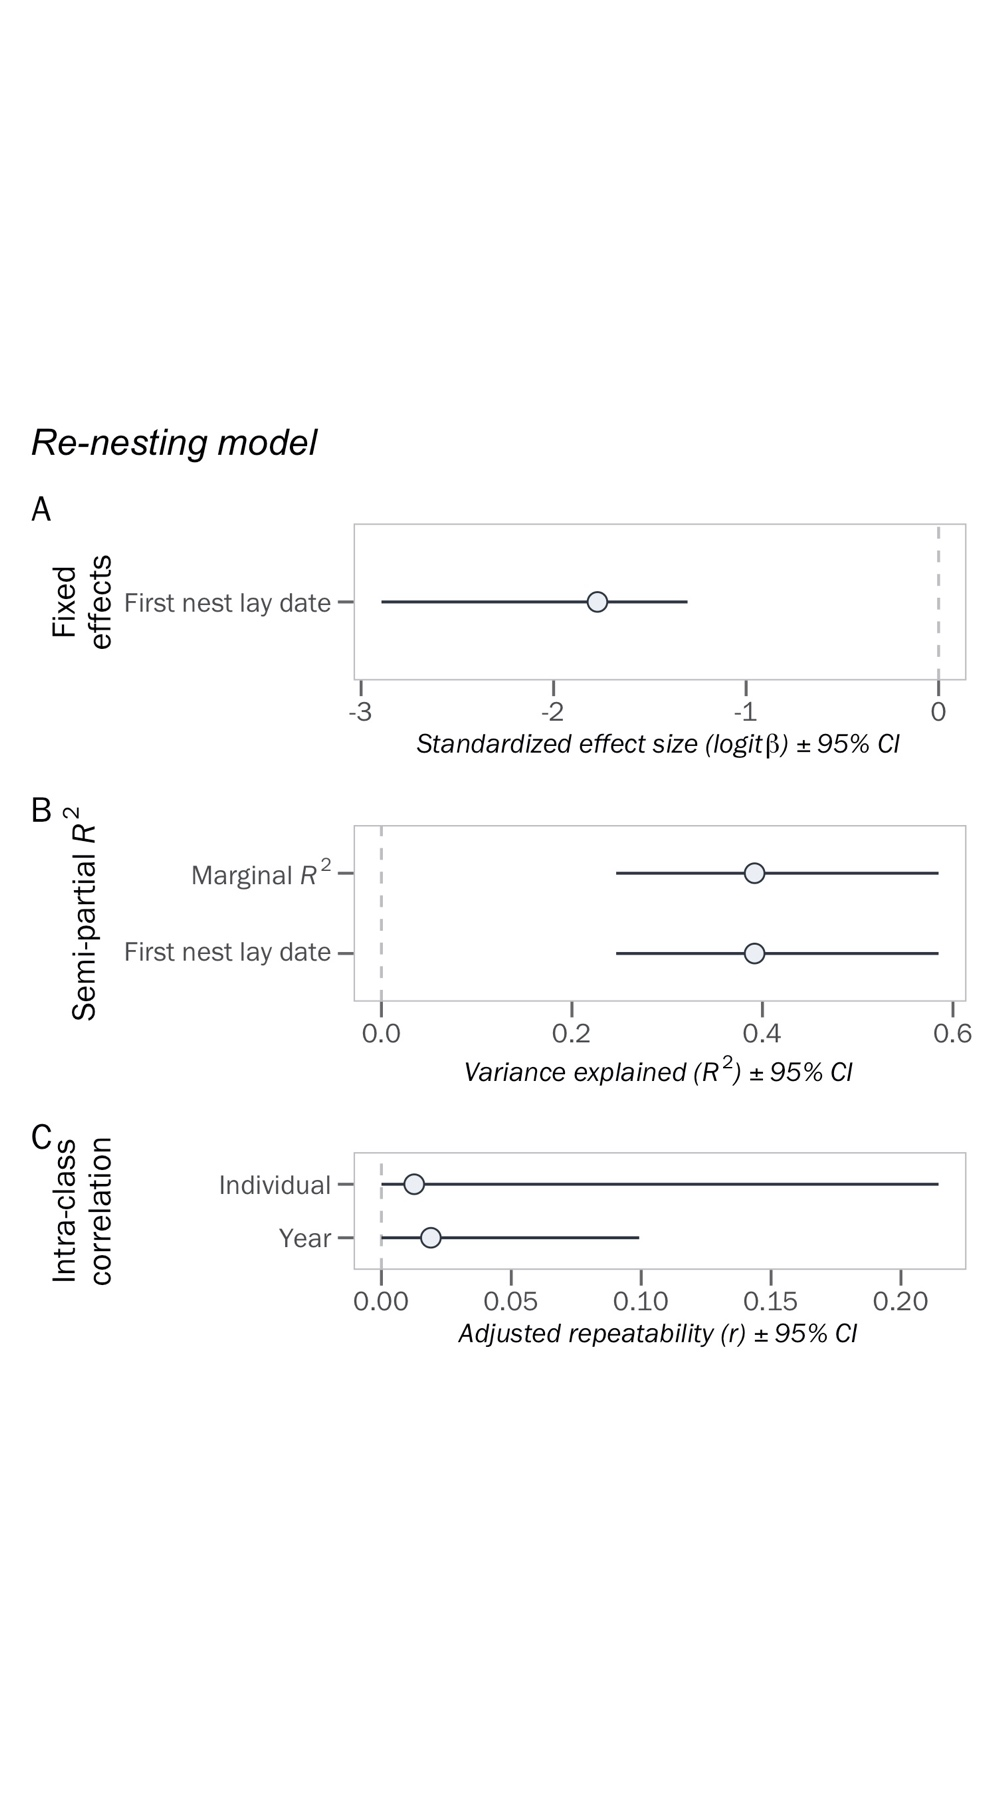 Re-nesting model
A
Fixed
effects
First nest lay date
-3 -2 -1 0
Standardized effect size (logit β) ± 95% CI
B
Semi-partial R²
Marginal R²
First nest lay date
0.0 0.2 0.4 0.6
Variance explained (R²) ± 95% CI
C
Intra-class
correlation
Individual
Year
0.00 0.05 0.10 0.15 0.20
Adjusted repeatability (r) ± 95% CI